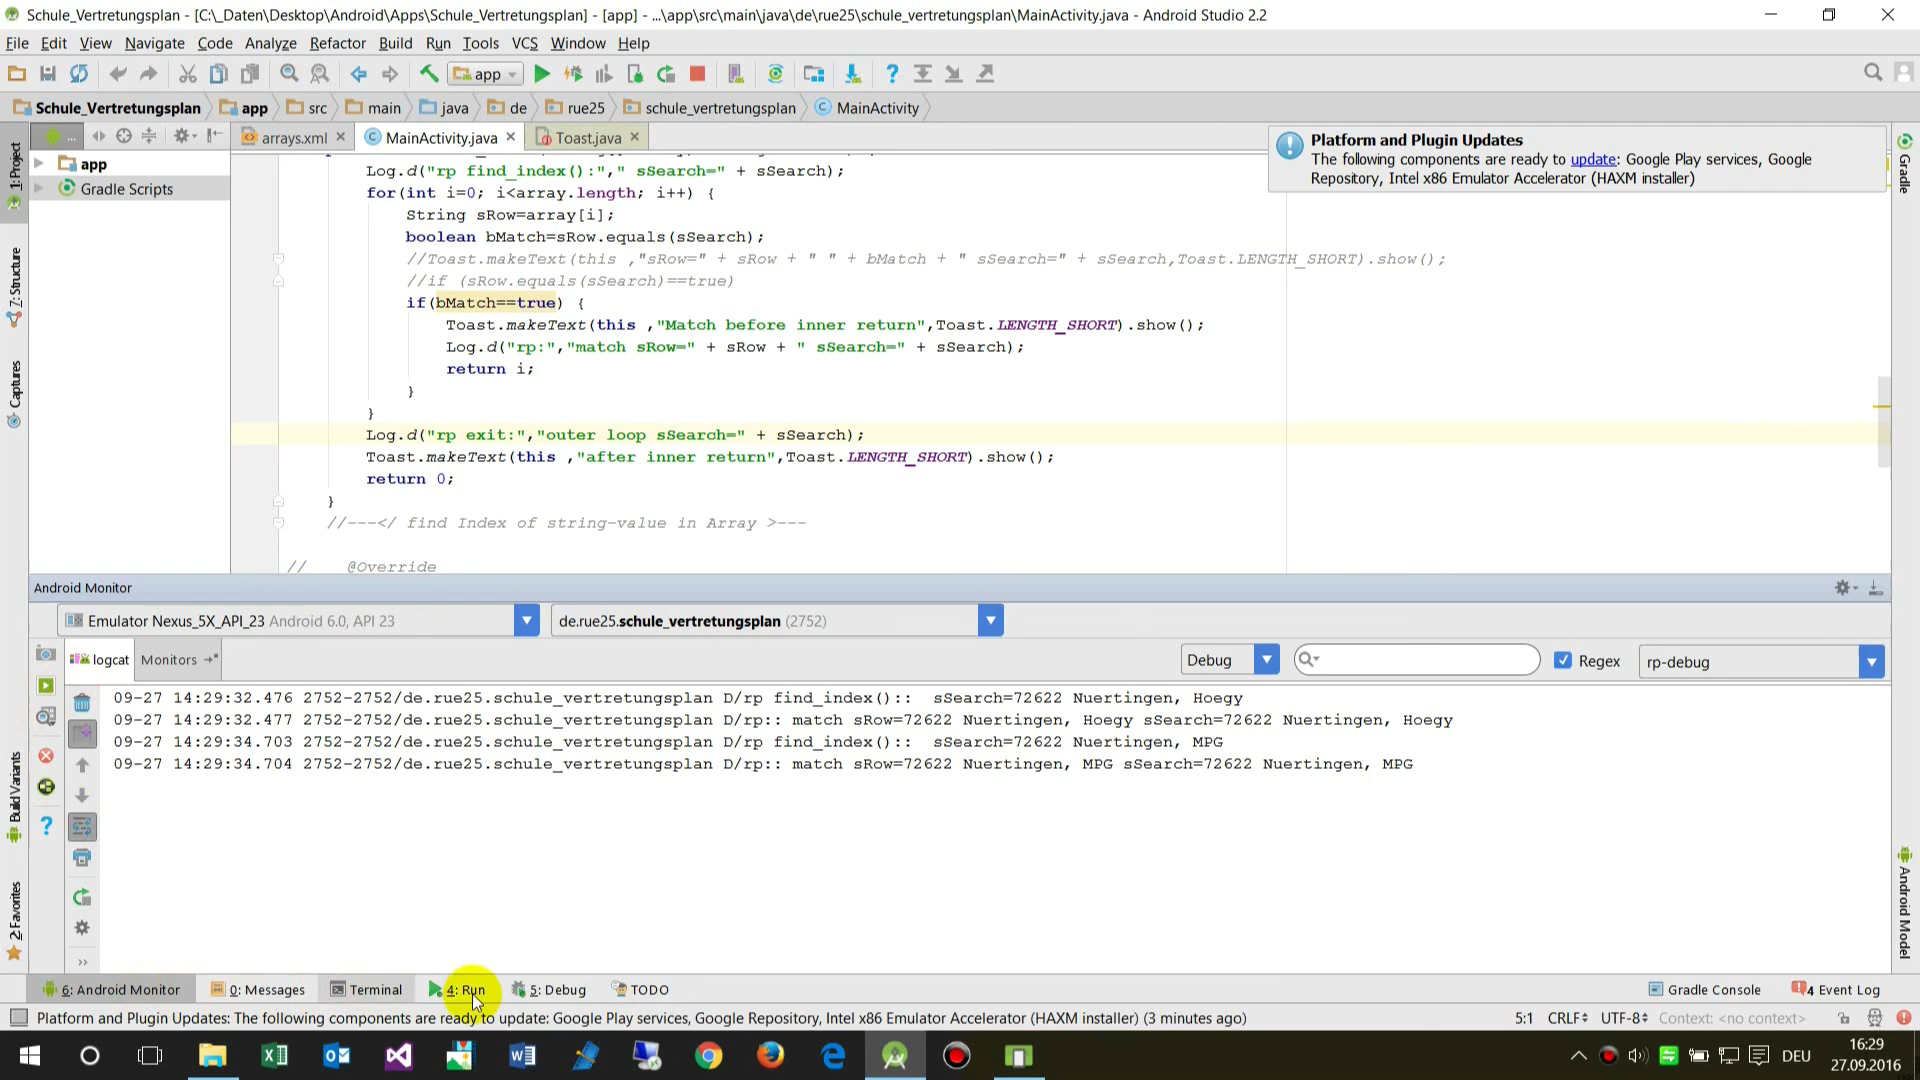 Schule_Vertretungsplan - [C:\_Daten\Desktop\Android\Apps\Schule_Vertretungsplan] - [app] - ...\app\src\main\java\de\rue25\schule_vertretungsplan\MainActivity.java - Android Studio 2.2
File Edit View Navigate Code Analyze Refactor Build Run Tools VCS Window Help
app
Schule_Vertretungsplan app src main java de rue25 schule_vertretungsplan MainActivity
... arrays.xml MainActivity.java Toast.java
1: Project
7: Structure
Captures
Build Variants
2: Favorites
app
Gradle Scripts
Platform and Plugin Updates
The following components are ready to update: Google Play services, Google
Repository, Intel x86 Emulator Accelerator (HAXM installer)
Gradle
Android Model
Log.d("rp find_index():"," sSearch=" + sSearch);
for(int i=0; i<array.length; i++) {
String sRow=array[i];
boolean bMatch=sRow.equals(sSearch);
//Toast.makeText(this ,"sRow=" + sRow + " " + bMatch + " sSearch=" + sSearch,Toast.LENGTH_SHORT).show();
//if (sRow.equals(sSearch)==true)
if(bMatch==true) {
Toast.makeText(this ,"Match before inner return",Toast.LENGTH_SHORT).show();
Log.d("rp:","match sRow=" + sRow + " sSearch=" + sSearch);
return i;
}
}
Log.d("rp exit:","outer loop sSearch=" + sSearch);
Toast.makeText(this ,"after inner return",Toast.LENGTH_SHORT).show();
return 0;
}
//---</ find Index of string-value in Array >---
// @Override
Android Monitor
Emulator Nexus_5X_API_23 Android 6.0, API 23 de.rue25.schule_vertretungsplan (2752)
logcat Monitors Debug Regex rp-debug
09-27 14:29:32.476 2752-2752/de.rue25.schule_vertretungsplan D/rp find_index()::  sSearch=72622 Nuertingen, Hoegy
09-27 14:29:32.477 2752-2752/de.rue25.schule_vertretungsplan D/rp:: match sRow=72622 Nuertingen, Hoegy sSearch=72622 Nuertingen, Hoegy
09-27 14:29:34.703 2752-2752/de.rue25.schule_vertretungsplan D/rp find_index()::  sSearch=72622 Nuertingen, MPG
09-27 14:29:34.704 2752-2752/de.rue25.schule_vertretungsplan D/rp:: match sRow=72622 Nuertingen, MPG sSearch=72622 Nuertingen, MPG
6: Android Monitor 0: Messages Terminal 4: Run 5: Debug TODO Gradle Console 4 Event Log
Platform and Plugin Updates: The following components are ready to update: Google Play services, Google Repository, Intel x86 Emulator Accelerator (HAXM installer) (3 minutes ago) 5:1 CRLF UTF-8 Context: <no context>
DEU
16:29
27.09.2016